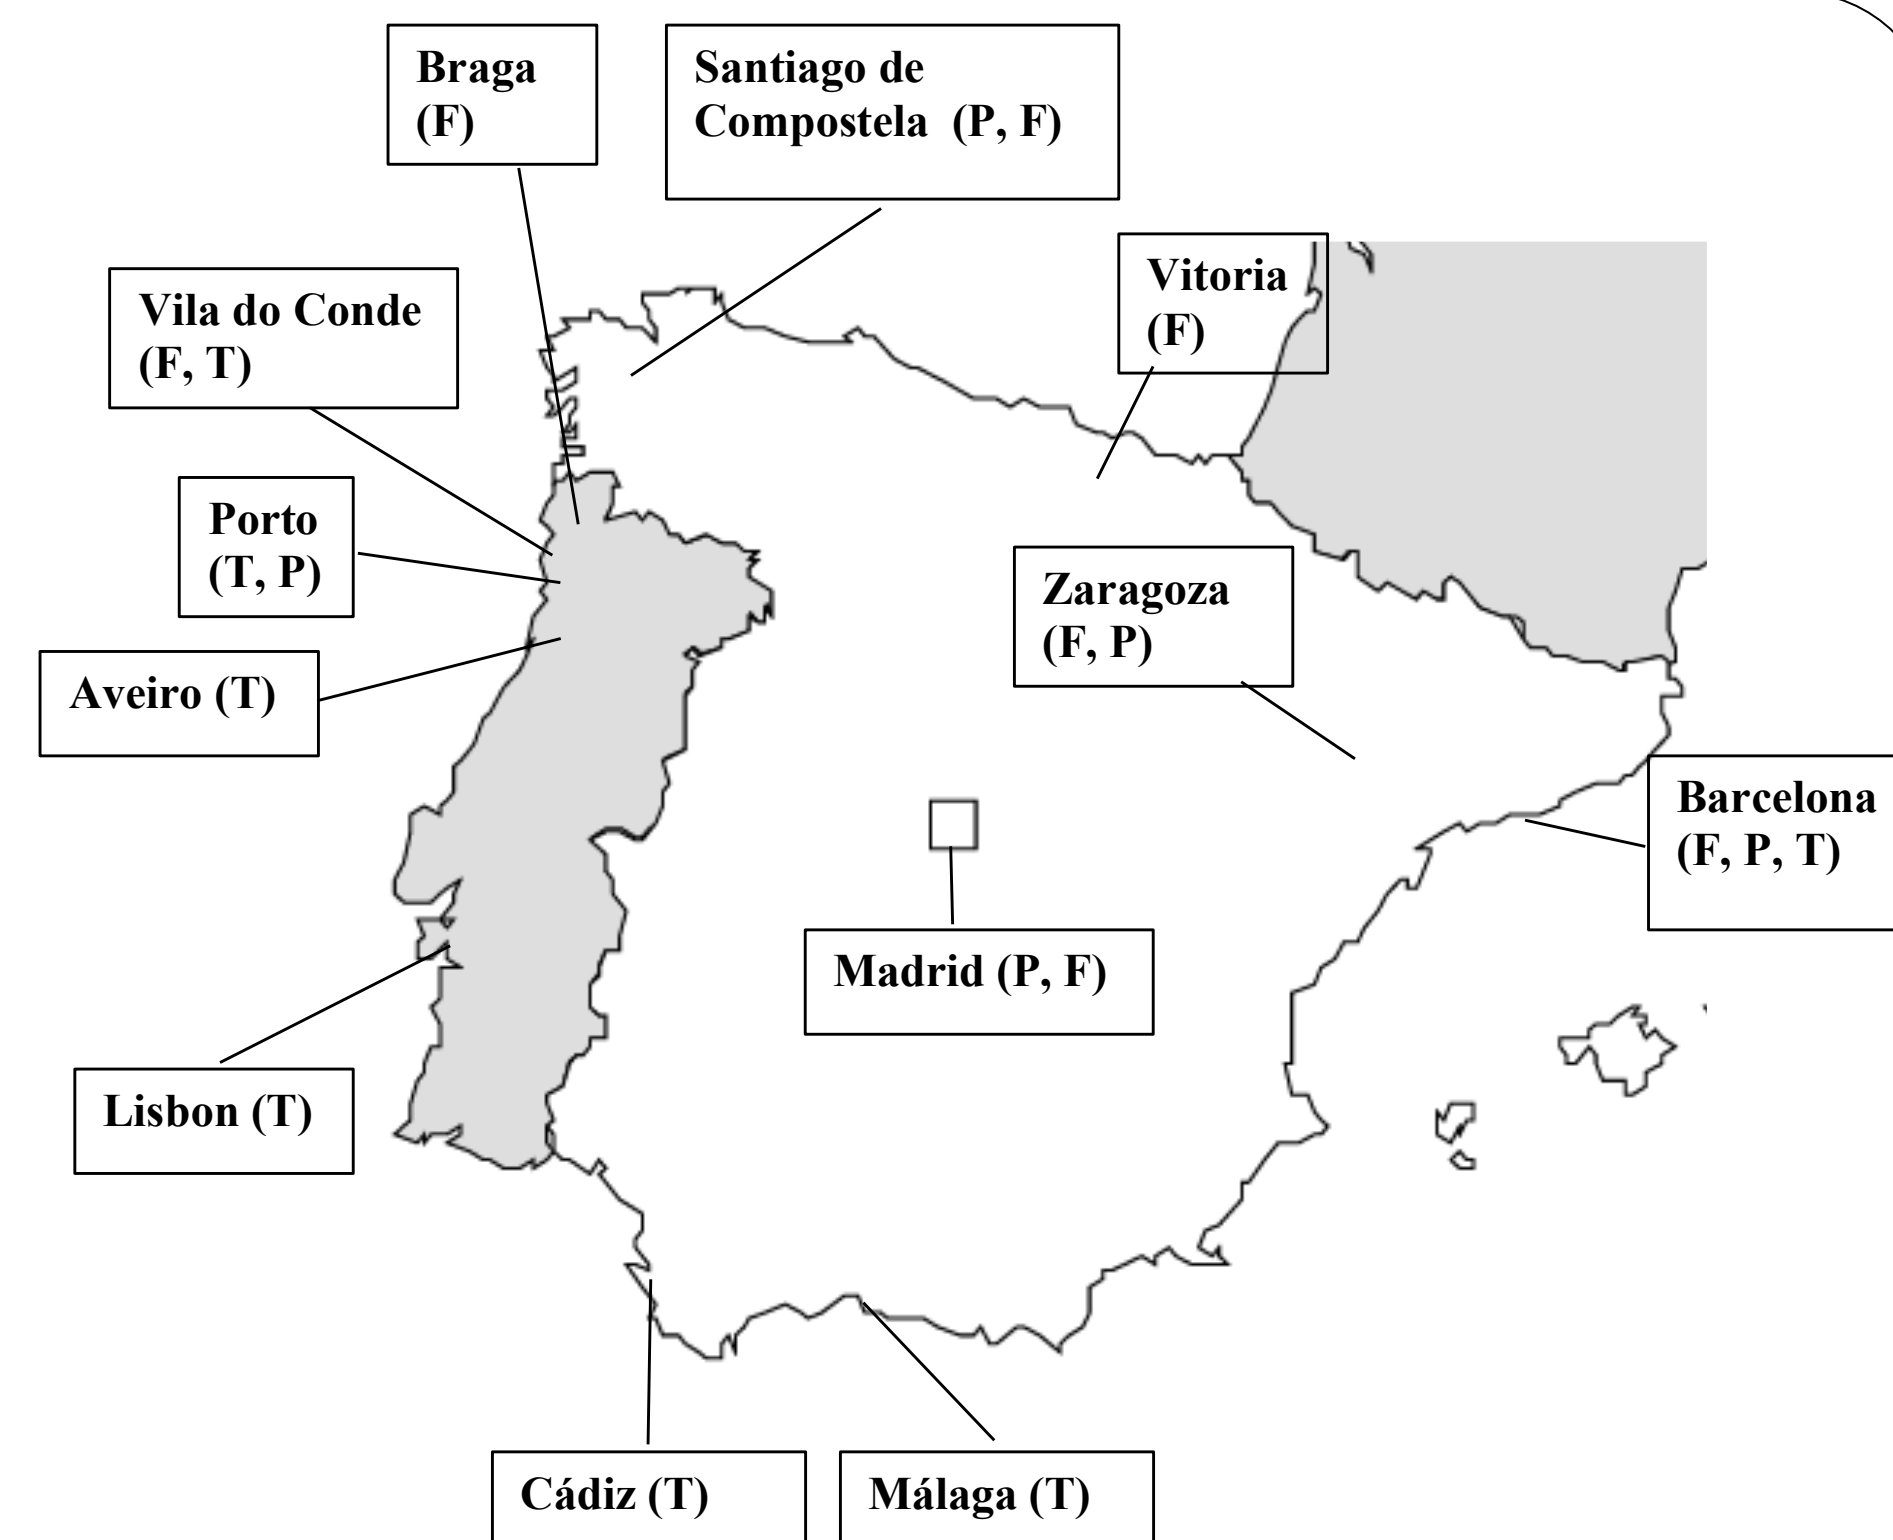 Braga
(F)
Santiago de
Compostela (P, F)
Vitoria
(F)
Vila do Conde
(F, T)
Porto
(T, P)
Zaragoza
(F, P)
Aveiro (T)
Barcelona
(F, P, T)
Madrid (P, F)
Lisbon (T)
Cádiz (T)
Málaga (T)